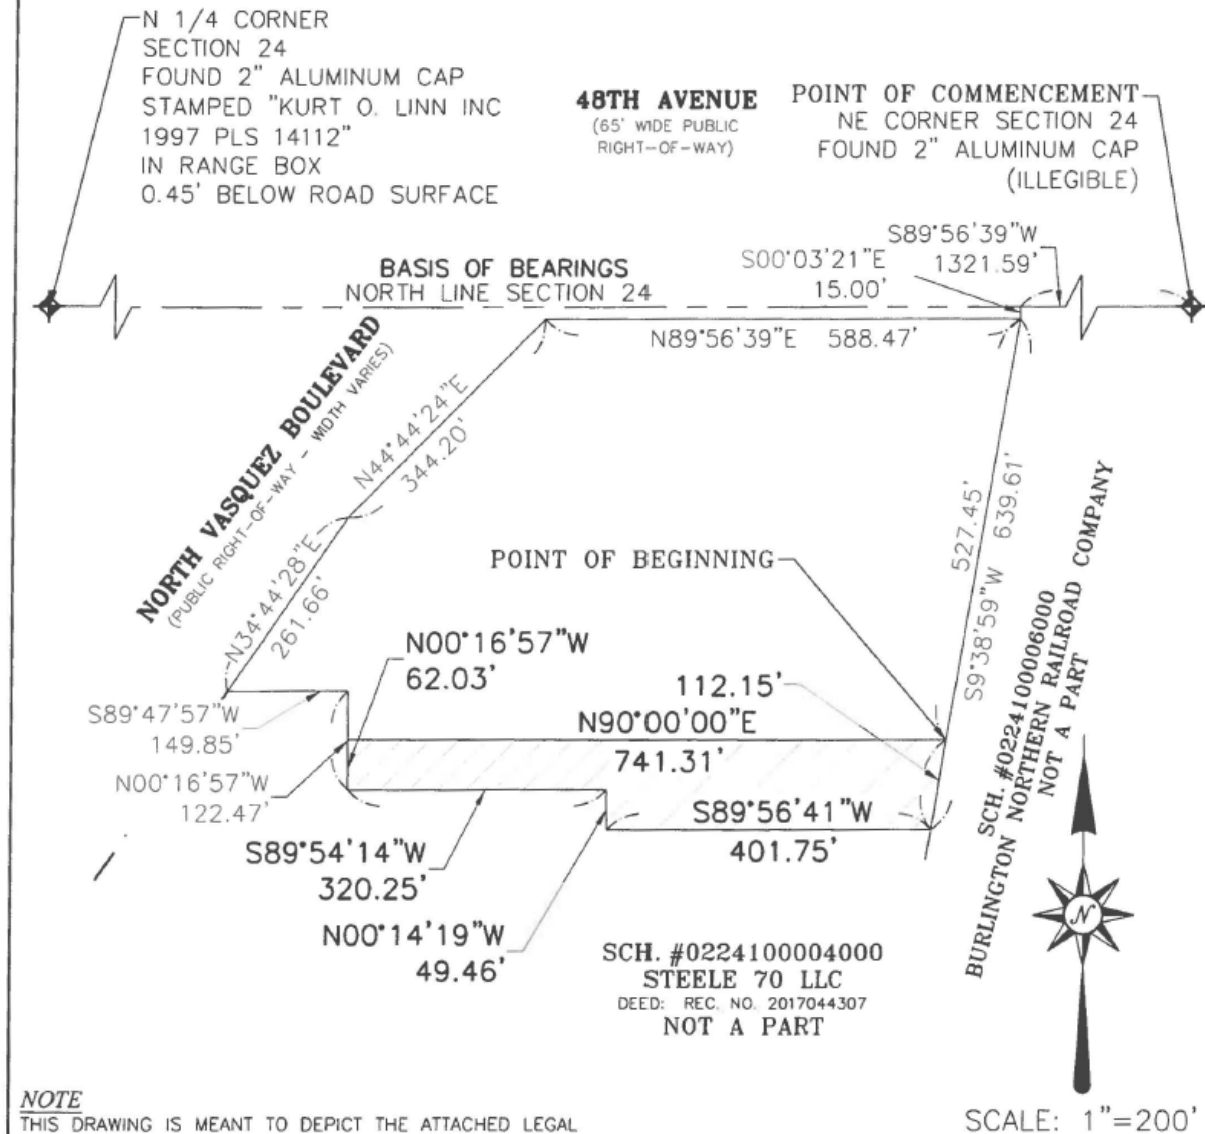 N 1/4 CORNER
SECTION 24
FOUND 2" ALUMINUM CAP
STAMPED "KURT O. LINN INC
1997 PLS 14112"
IN RANGE BOX
0.45' BELOW ROAD SURFACE
48TH AVENUE
(65' WIDE PUBLIC
RIGHT-OF-WAY)
POINT OF COMMENCEMENT
NE CORNER SECTION 24
FOUND 2" ALUMINUM CAP
(ILLEGIBLE)
S89°56'39"W
1321.59'
S00°03'21"E
15.00'
BASIS OF BEARINGS
NORTH LINE SECTION 24
N89°56'39"E 588.47'
NORTH VASQUEZ BOULEVARD
(PUBLIC RIGHT-OF-WAY - WIDTH VARIES)
N44°44'24"E
344.20'
N34°44'28"E
261.66'
527.45'
S9°38'59"W 639.61'
POINT OF BEGINNING
N00°16'57"W
62.03'
112.15'
S89°47'57"W
149.85'
N90°00'00"E
741.31'
N00°16'57"W
122.47'
S89°56'41"W
401.75'
S89°54'14"W
320.25'
N00°14'19"W
49.46'
SCH. #0224100006000
BURLINGTON NORTHERN RAILROAD COMPANY
NOT A PART
N
SCH. #0224100004000
STEELE 70 LLC
DEED: REC. NO. 2017044307
NOT A PART
NOTE
THIS DRAWING IS MEANT TO DEPICT THE ATTACHED LEGAL
SCALE: 1"=200'